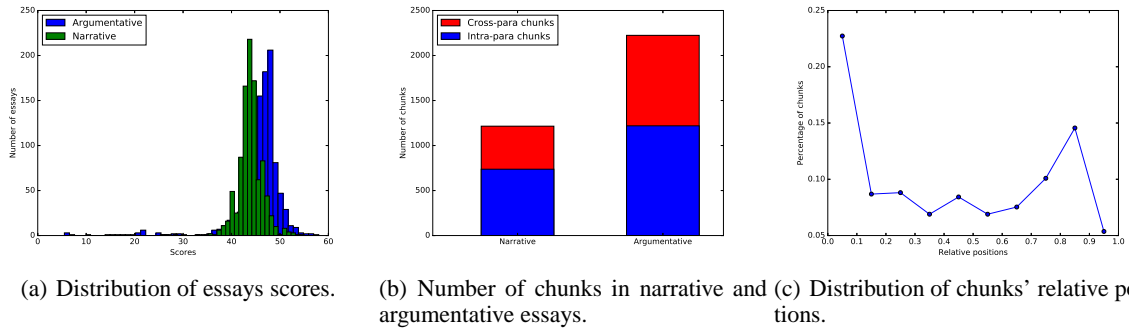 Argumentative
Narrative
Number of essays
250
200
150
100
50
0
0 10 20 30 40 50 60
Scores
Cross-para chunks
Intra-para chunks
Number of chunks
2500
2000
1500
1000
500
0
Narrative Argumentative
Percentage of chunks
0.25
0.20
0.15
0.10
0.05
0.0 0.1 0.2 0.3 0.4 0.5 0.6 0.7 0.8 0.9 1.0
Relative positions
(a) Distribution of essays scores.
(b) Number of chunks in narrative and
argumentative essays.
(c) Distribution of chunks' relative po
tions.